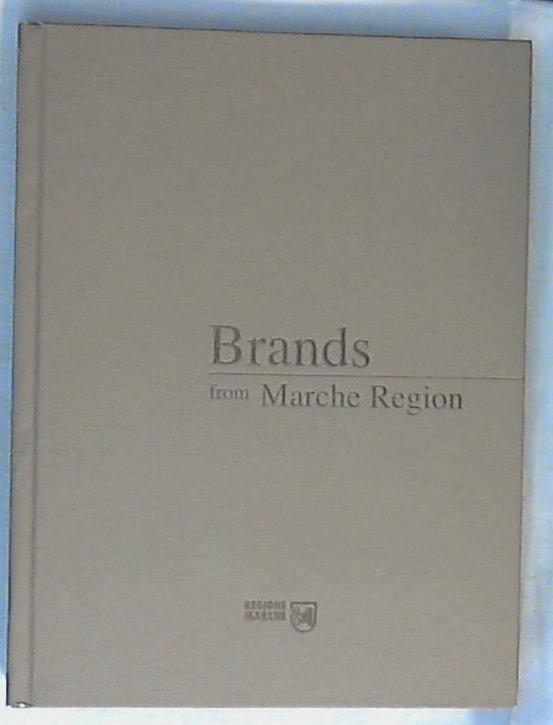 Brands
from Marche Region
REGIONE
MARCHE